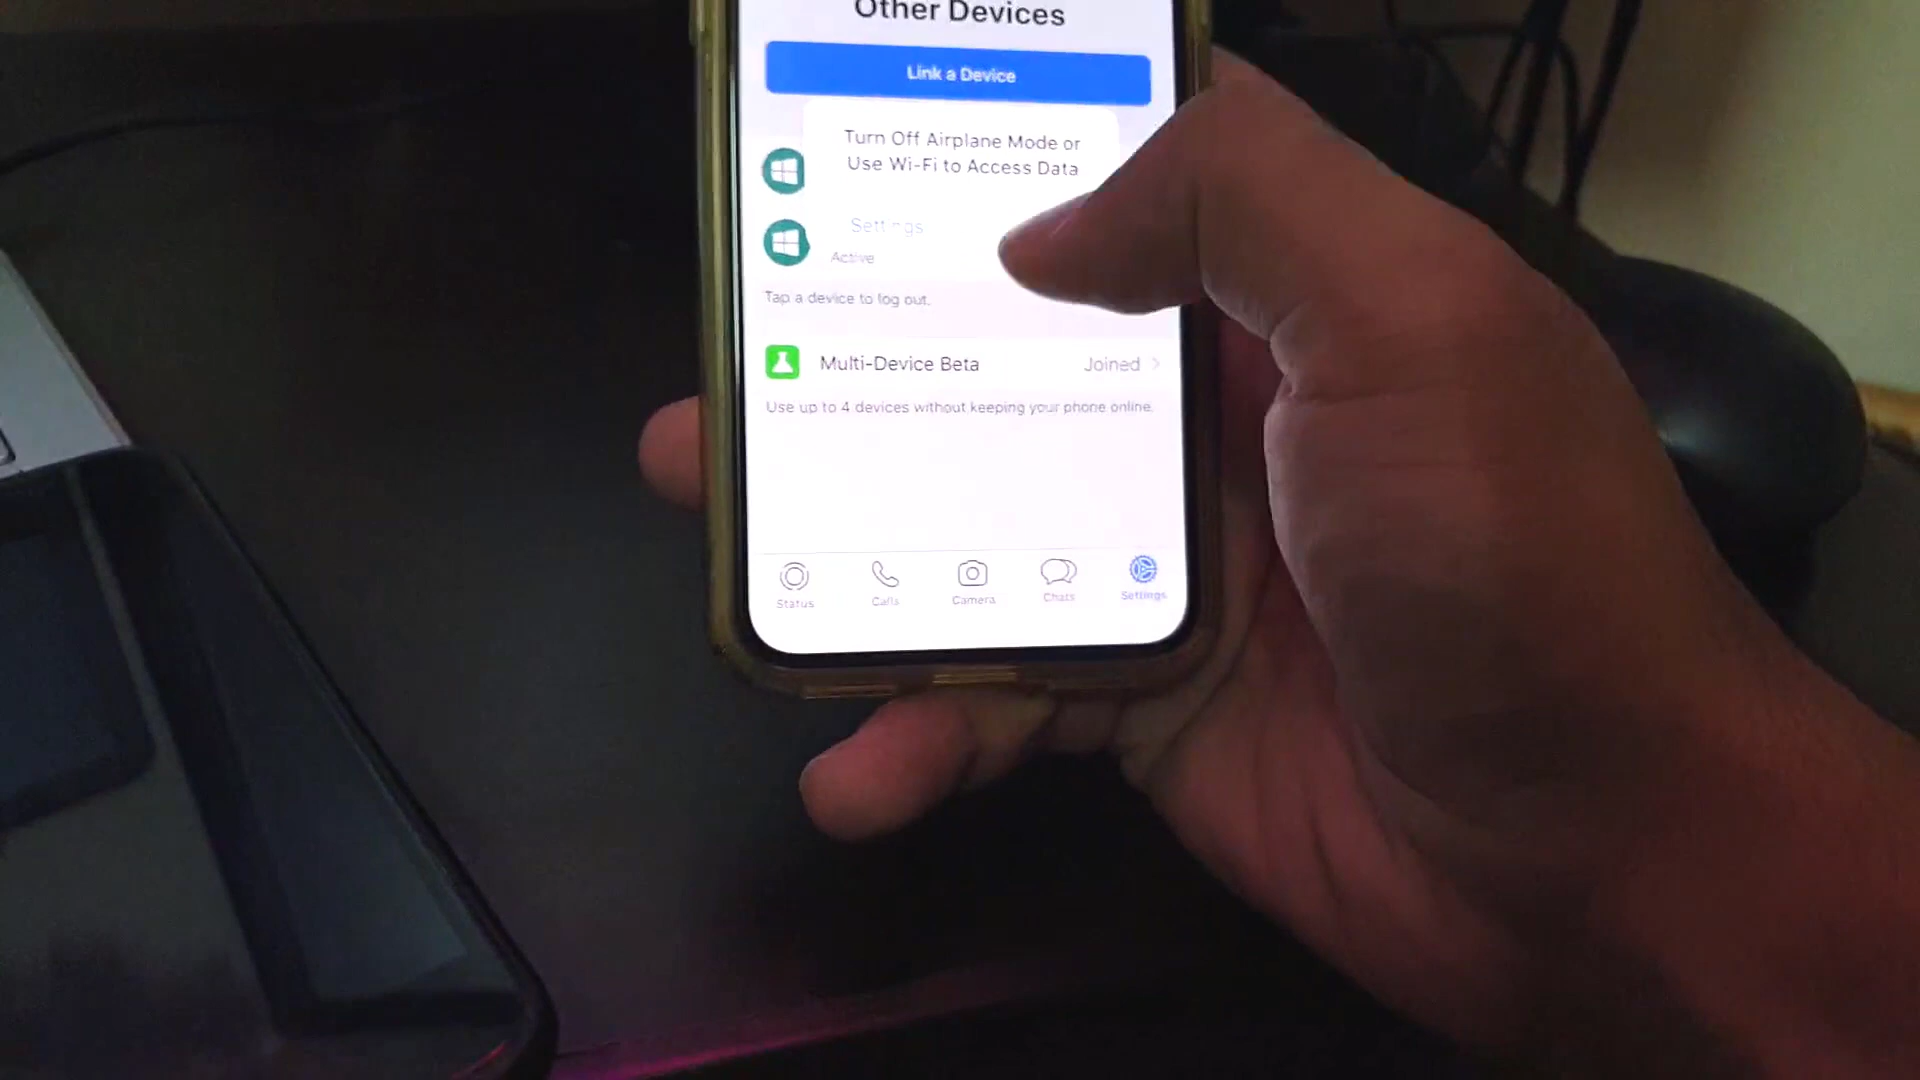 Other Devices
Link a Device
Turn Off Airplane Mode or
Use Wi-Fi to Access Data
Settings
Active
Tap a device to log out.
Multi-Device Beta Joined
Use up to 4 devices without keeping your phone online.
Status Calls Camera Chats Settings